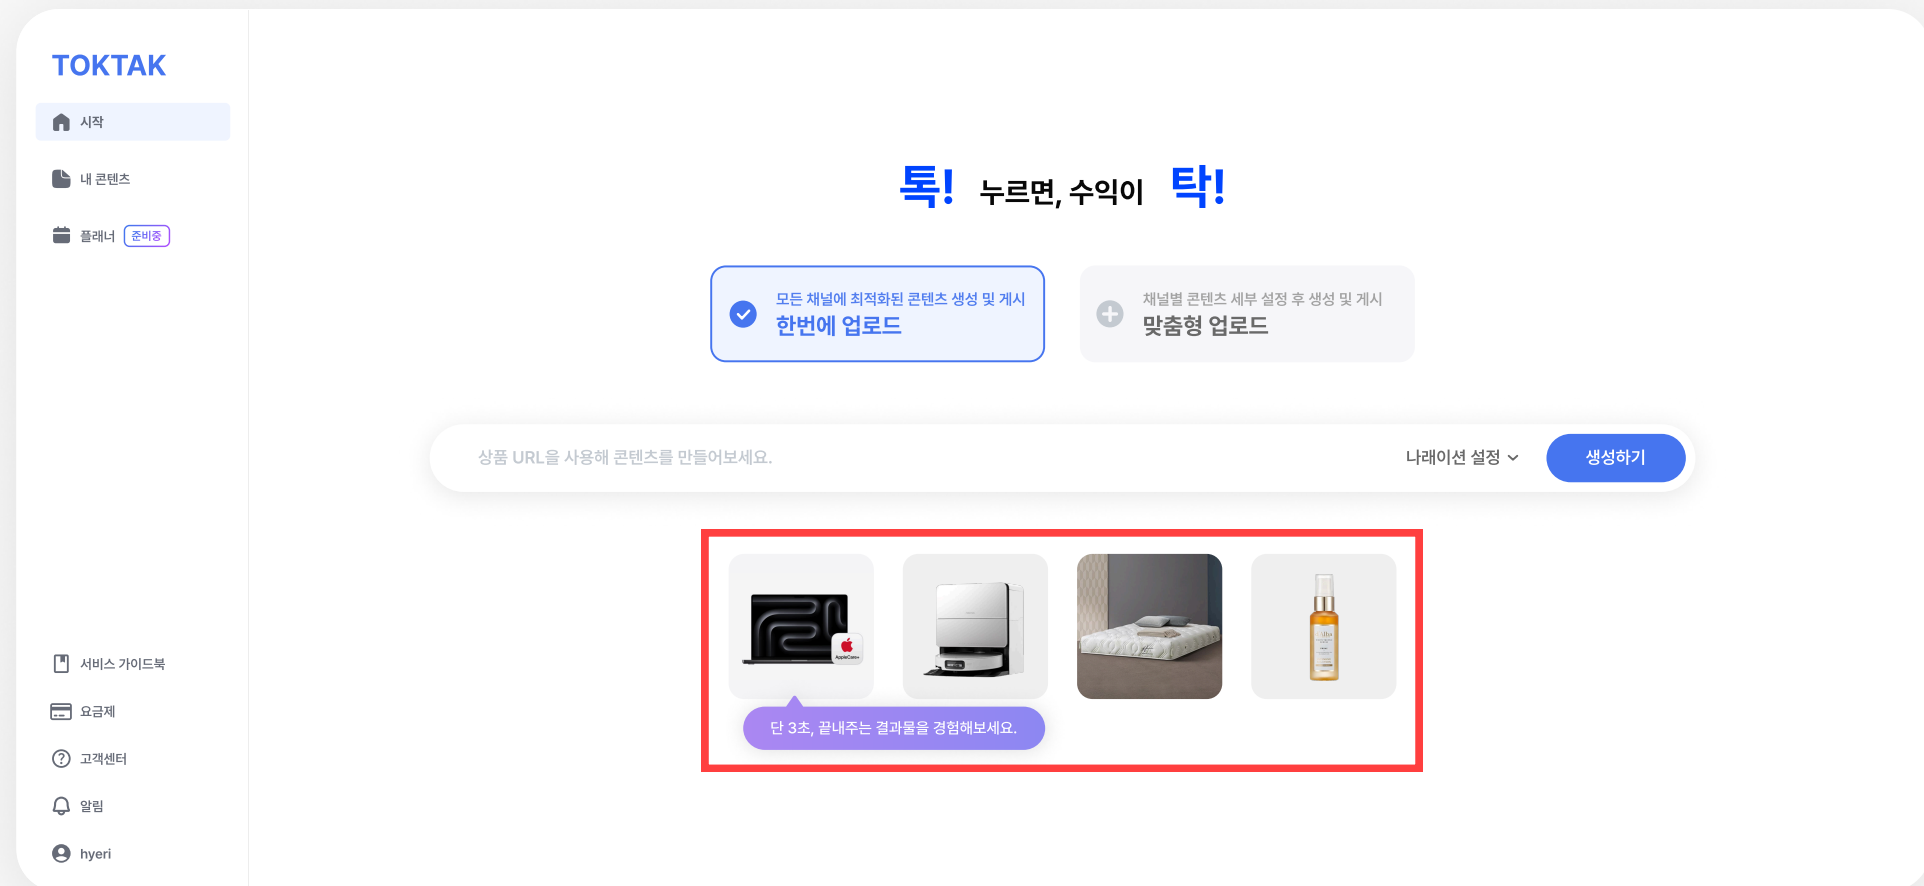 TOKTAK
시작
내 콘텐츠
플래너 준비중
서비스 가이드북
요금제
고객센터
알림
hyeri
톡! 누르면, 수익이 탁!
모든 채널에 최적화된 콘텐츠 생성 및 게시
한번에 업로드
채널별 콘텐츠 세부 설정 후 생성 및 게시
맞춤형 업로드
상품 URL을 사용해 콘텐츠를 만들어보세요.
나래이션 설정
생성하기
AppleCare+
단 3초, 끝내주는 결과물을 경험해보세요.